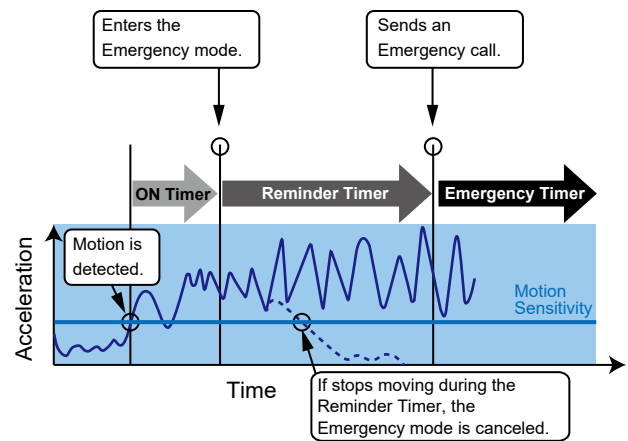 Enters the
Emergency mode.
Sends an
Emergency call.
ON Timer
Reminder Timer
Emergency Timer
Motion is
detected.
Motion
Sensitivity
Acceleration
Time
If stops moving during the
Reminder Timer, the
Emergency mode is canceled.